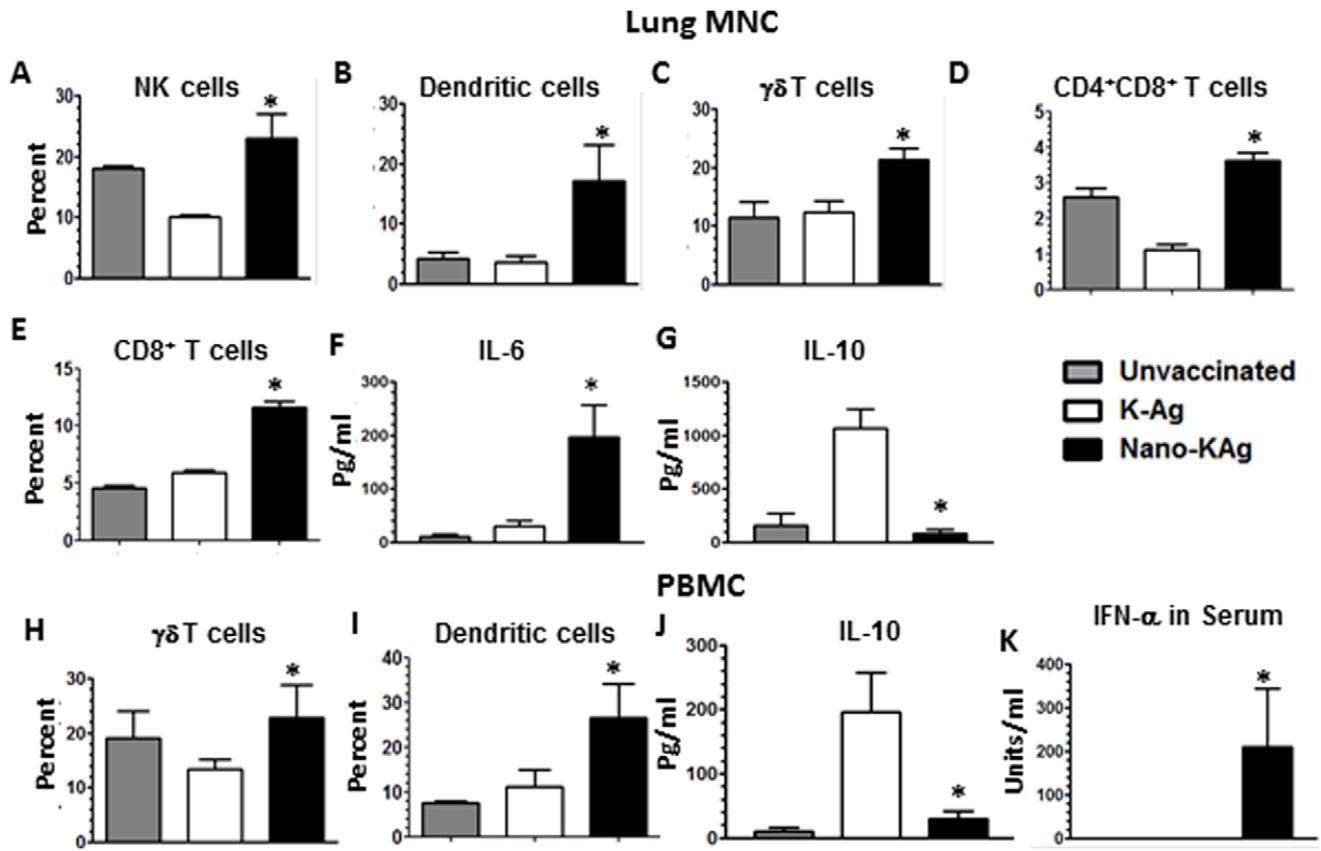 Lung MNC
A
NK cells
*
Percent
30
20
10
0
B
Dendritic cells
*
30
20
10
0
C
γδ T cells
*
30
20
10
0
D
CD4⁺CD8⁺ T cells
*
5
4
3
2
1
0
E
CD8⁺ T cells
*
Percent
15
10
5
0
F
IL-6
*
Pg/ml
300
200
100
0
G
IL-10
*
Pg/ml
1500
1000
500
0
Unvaccinated
K-Ag
Nano-KAg
PBMC
H
γδ T cells
*
Percent
30
20
10
0
I
Dendritic cells
*
Percent
40
30
20
10
0
J
IL-10
*
Pg/ml
300
200
100
0
K
IFN-α in Serum
*
Units/ml
400
300
200
100
0